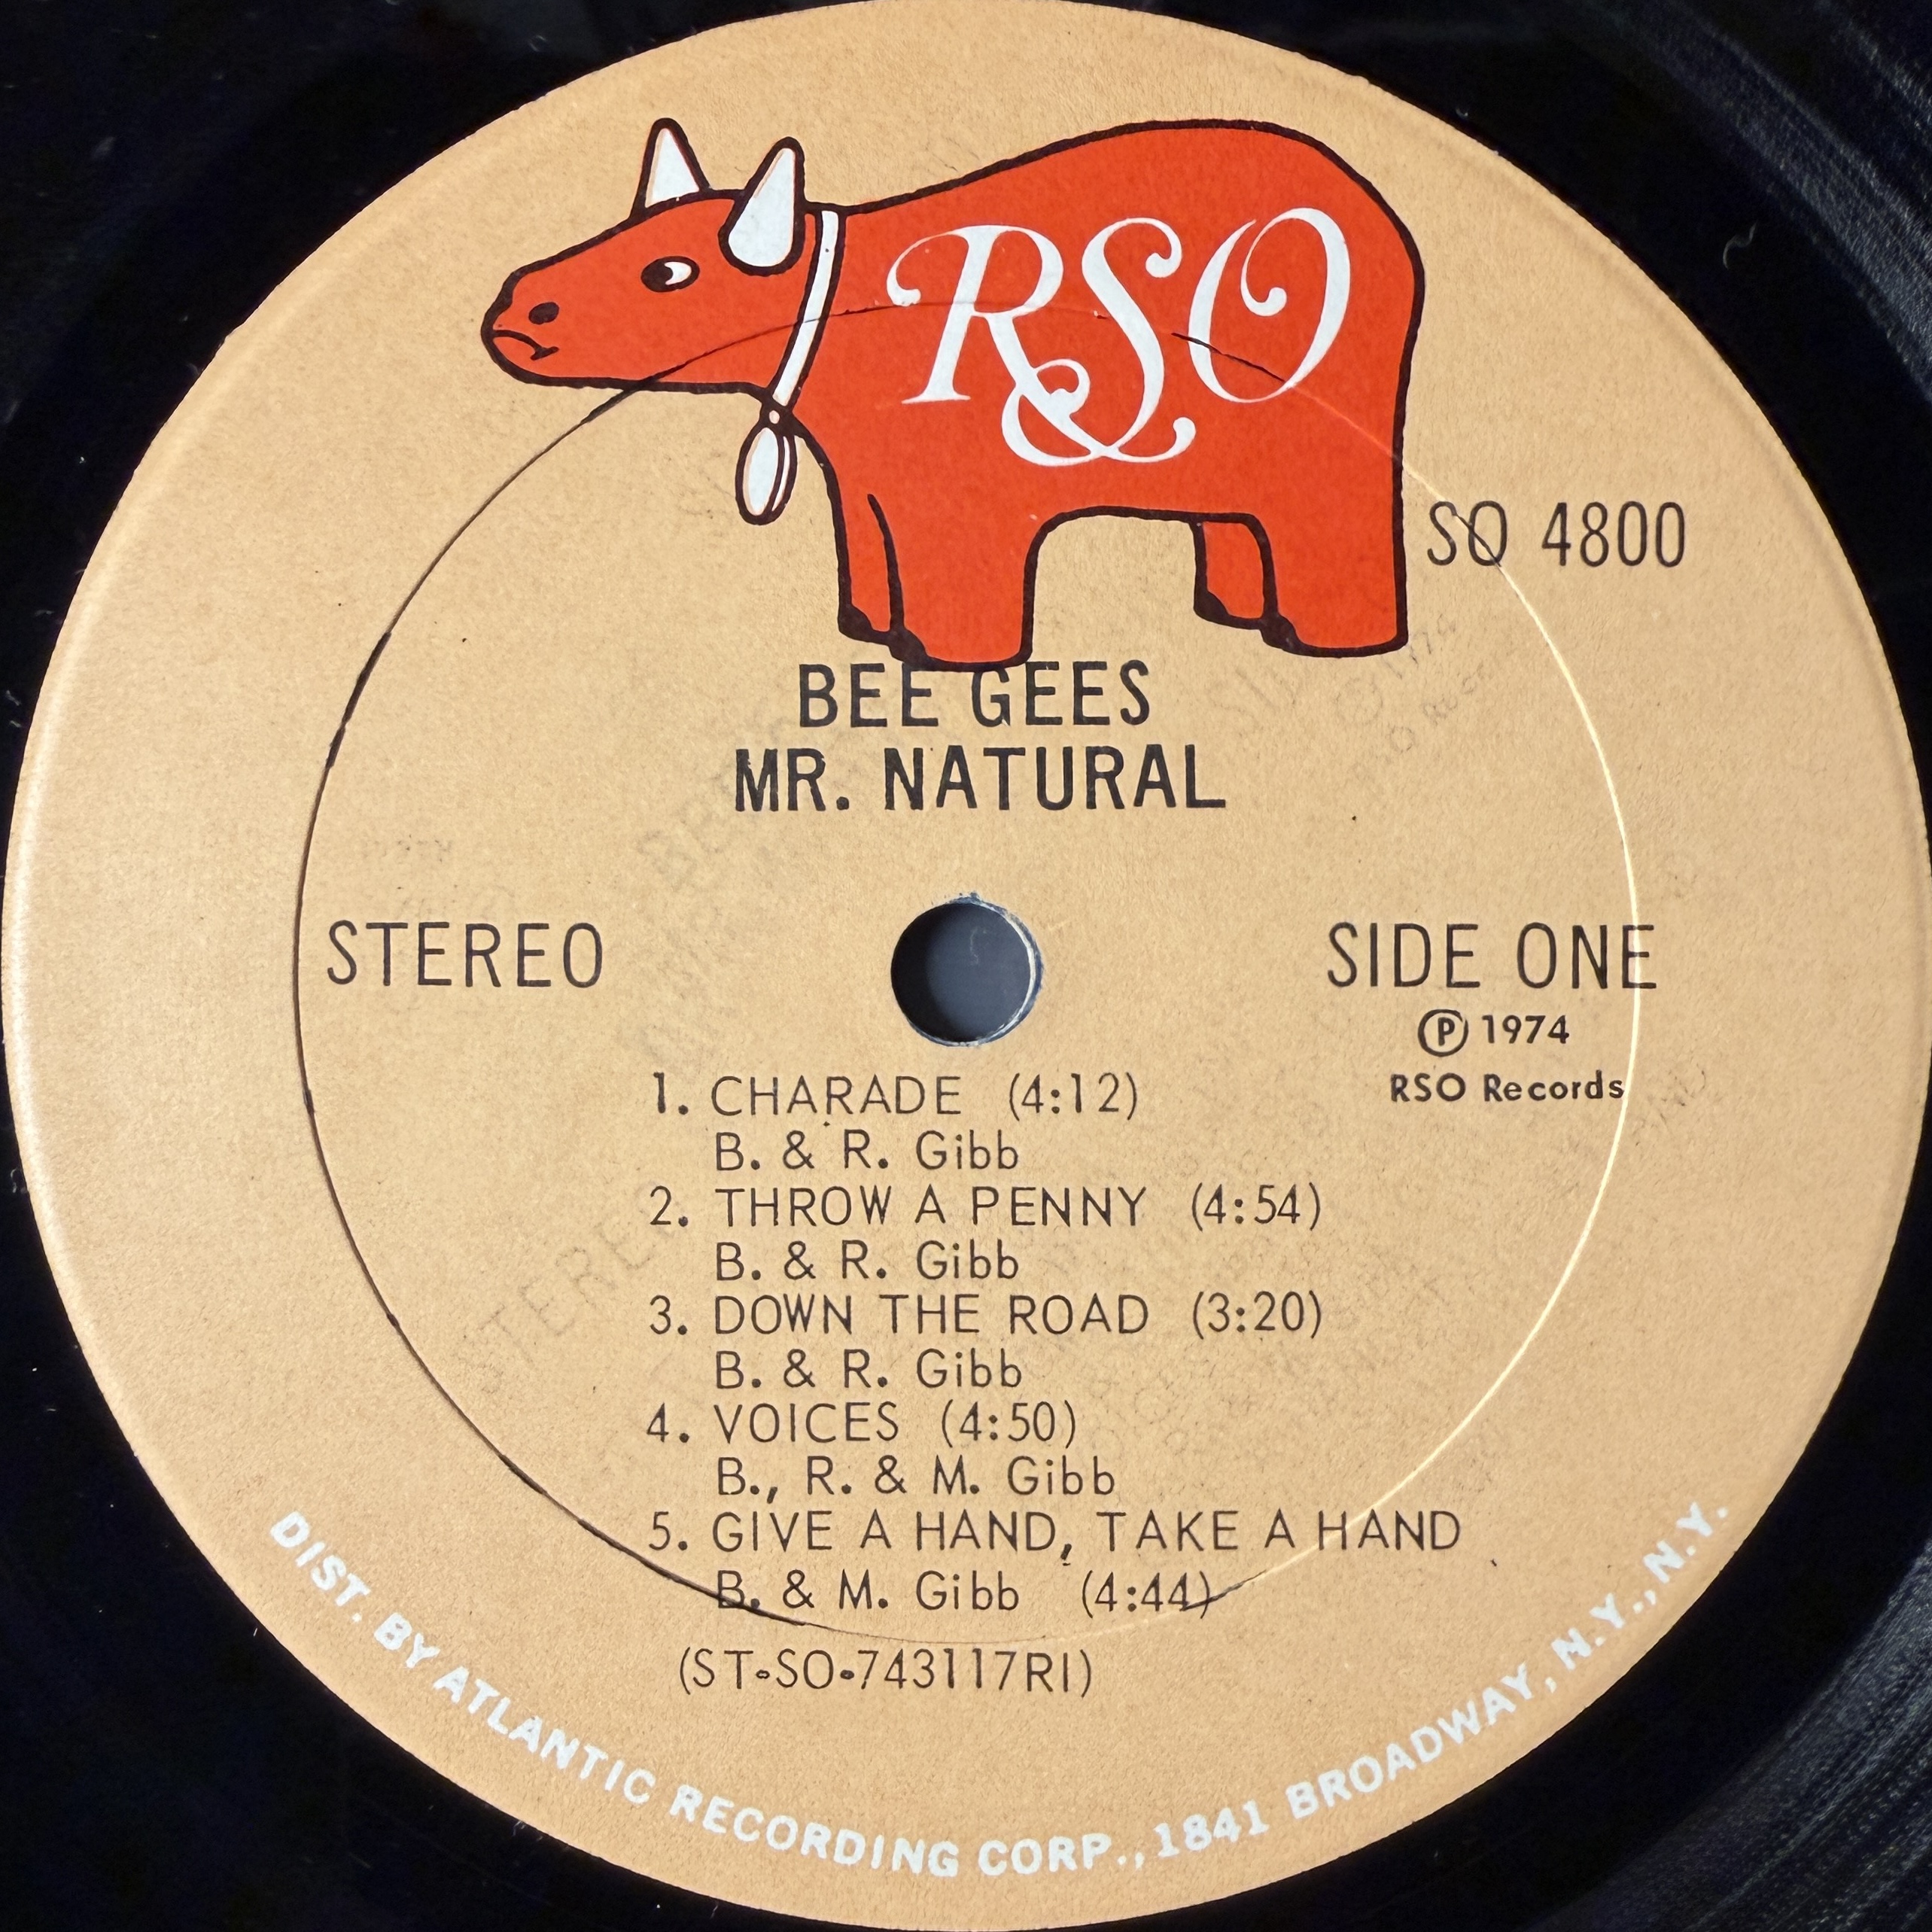 RSO
SO 4800
BEE GEES
MR. NATURAL
STEREO
SIDE ONE
Ⓟ 1974
RSO Records
1. CHARADE (4:12)
B. & R. Gibb
2. THROW A PENNY (4:54)
B. & R. Gibb
3. DOWN THE ROAD (3:20)
B. & R. Gibb
4. VOICES (4:50)
B., R. & M. Gibb
5. GIVE A HAND, TAKE A HAND
B. & M. Gibb (4:44)
(ST-SO-743117RI)
DIST. BY ATLANTIC RECORDING CORP., 1841 BROADWAY, N.Y., N.Y.